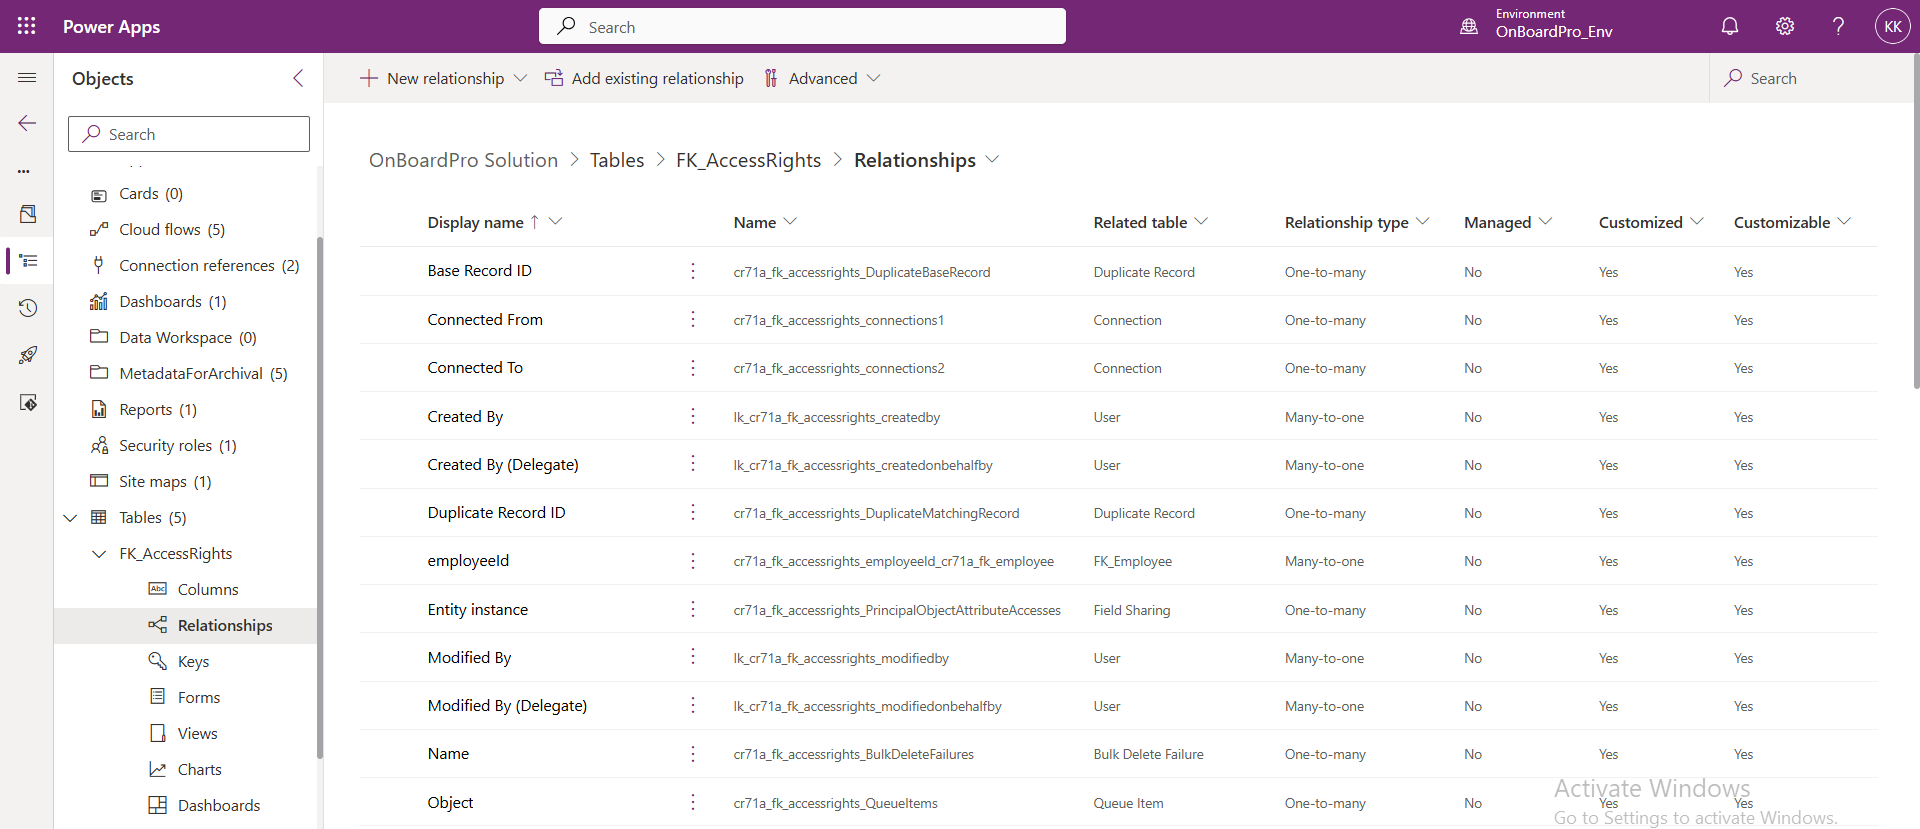 Power Apps
Search
Environment
OnBoardPro_Env
KK
Objects
New relationship
Add existing relationship
Advanced
Search
Search
Cards (0)
Cloud flows (5)
Connection references (2)
Dashboards (1)
Data Workspace (0)
MetadataForArchival (5)
Reports (1)
Security roles (1)
Site maps (1)
Tables (5)
FK_AccessRights
Abc Columns
Relationships
Keys
Forms
Views
Charts
Dashboards
OnBoardPro Solution > Tables > FK_AccessRights > Relationships
Display name ↑ Name Related table Relationship type Managed Customized Customizable
Base Record ID cr71a_fk_accessrights_DuplicateBaseRecord Duplicate Record One-to-many No Yes Yes
Connected From cr71a_fk_accessrights_connections1 Connection One-to-many No Yes Yes
Connected To cr71a_fk_accessrights_connections2 Connection One-to-many No Yes Yes
Created By lk_cr71a_fk_accessrights_createdby User Many-to-one No Yes Yes
Created By (Delegate) lk_cr71a_fk_accessrights_createdonbehalfby User Many-to-one No Yes Yes
Duplicate Record ID cr71a_fk_accessrights_DuplicateMatchingRecord Duplicate Record One-to-many No Yes Yes
employeeId cr71a_fk_accessrights_employeeId_cr71a_fk_employee FK_Employee Many-to-one No Yes Yes
Entity instance cr71a_fk_accessrights_PrincipalObjectAttributeAccesses Field Sharing One-to-many No Yes Yes
Modified By lk_cr71a_fk_accessrights_modifiedby User Many-to-one No Yes Yes
Modified By (Delegate) lk_cr71a_fk_accessrights_modifiedonbehalfby User Many-to-one No Yes Yes
Name cr71a_fk_accessrights_BulkDeleteFailures Bulk Delete Failure One-to-many No Yes Yes
Object cr71a_fk_accessrights_QueueItems Queue Item One-to-many No Yes Yes
Activate Windows
Go to Settings to activate Windows.